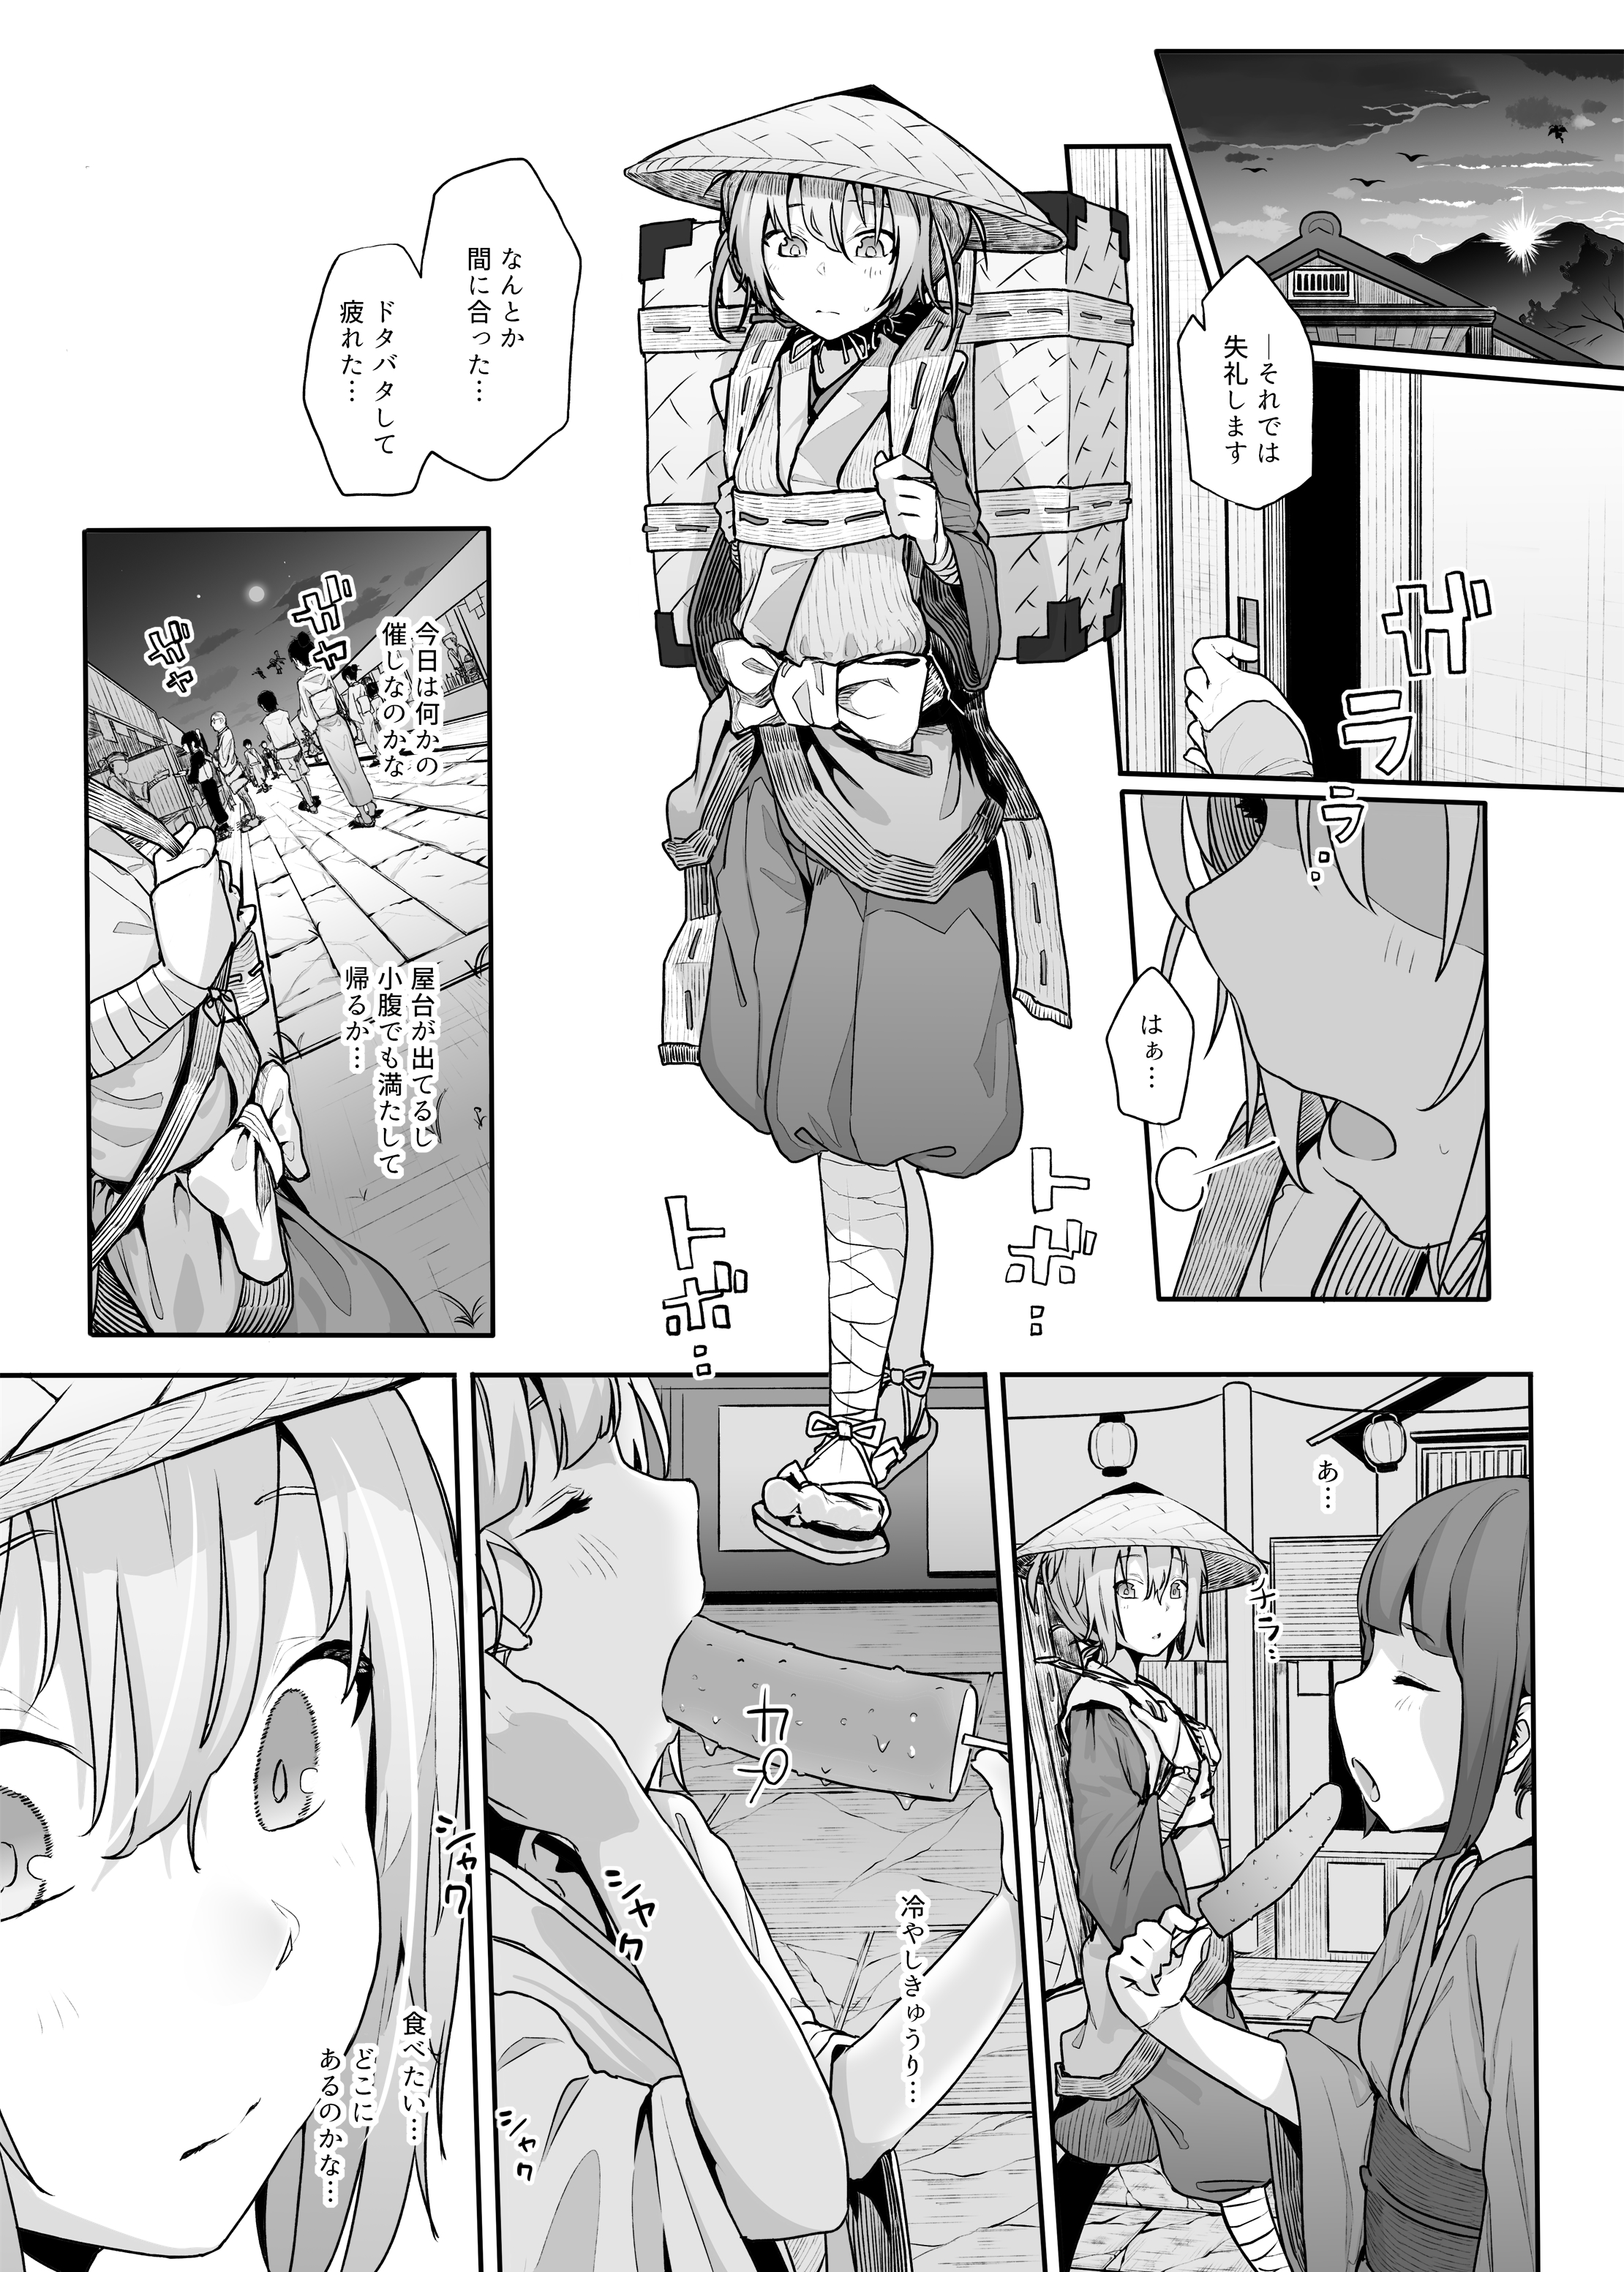 ―それでは
失礼します
ガラララ…
はぁ…
なんとか
間に合った…
ドタバタして
疲れた…
トボ…
トボ…
今日は何かの
催しなのかな
ガヤガヤ
ガヤガヤ
屋台が出てるし
小腹でも満たして
帰るか…
あ…
チラ…
カプ
冷やしきゅうり…
シャク
シャク
シャク
食べたい…
どこに
あるのかな…